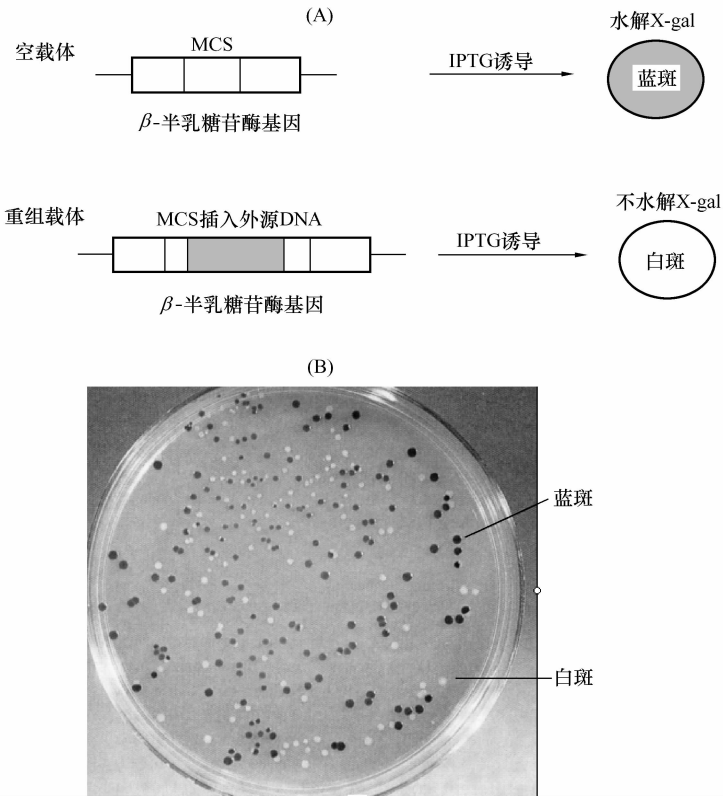 (A)
水解X-gal
空载体
MCS
IPTG诱导
蓝斑
β-半乳糖苷酶基因
重组载体
MCS插入外源DNA
IPTG诱导
不水解X-gal
白斑
β-半乳糖苷酶基因
(B)
蓝斑
白斑